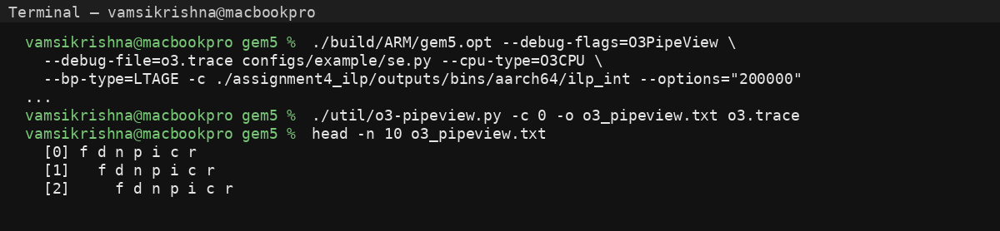 Terminal — vamsikrishna@macbookpro
vamsikrishna@macbookpro gem5 % ./build/ARM/gem5.opt --debug-flags=O3PipeView \
--debug-file=o3.trace configs/example/se.py --cpu-type=O3CPU \
--bp-type=LTAGE -c ./assignment4_ilp/outputs/bins/aarch64/ilp_int --options="200000"
...
vamsikrishna@macbookpro gem5 % ./util/o3-pipeview.py -c 0 -o o3_pipeview.txt o3.trace
vamsikrishna@macbookpro gem5 % head -n 10 o3_pipeview.txt
[0] f d n p i c r
[1]   f d n p i c r
[2]     f d n p i c r